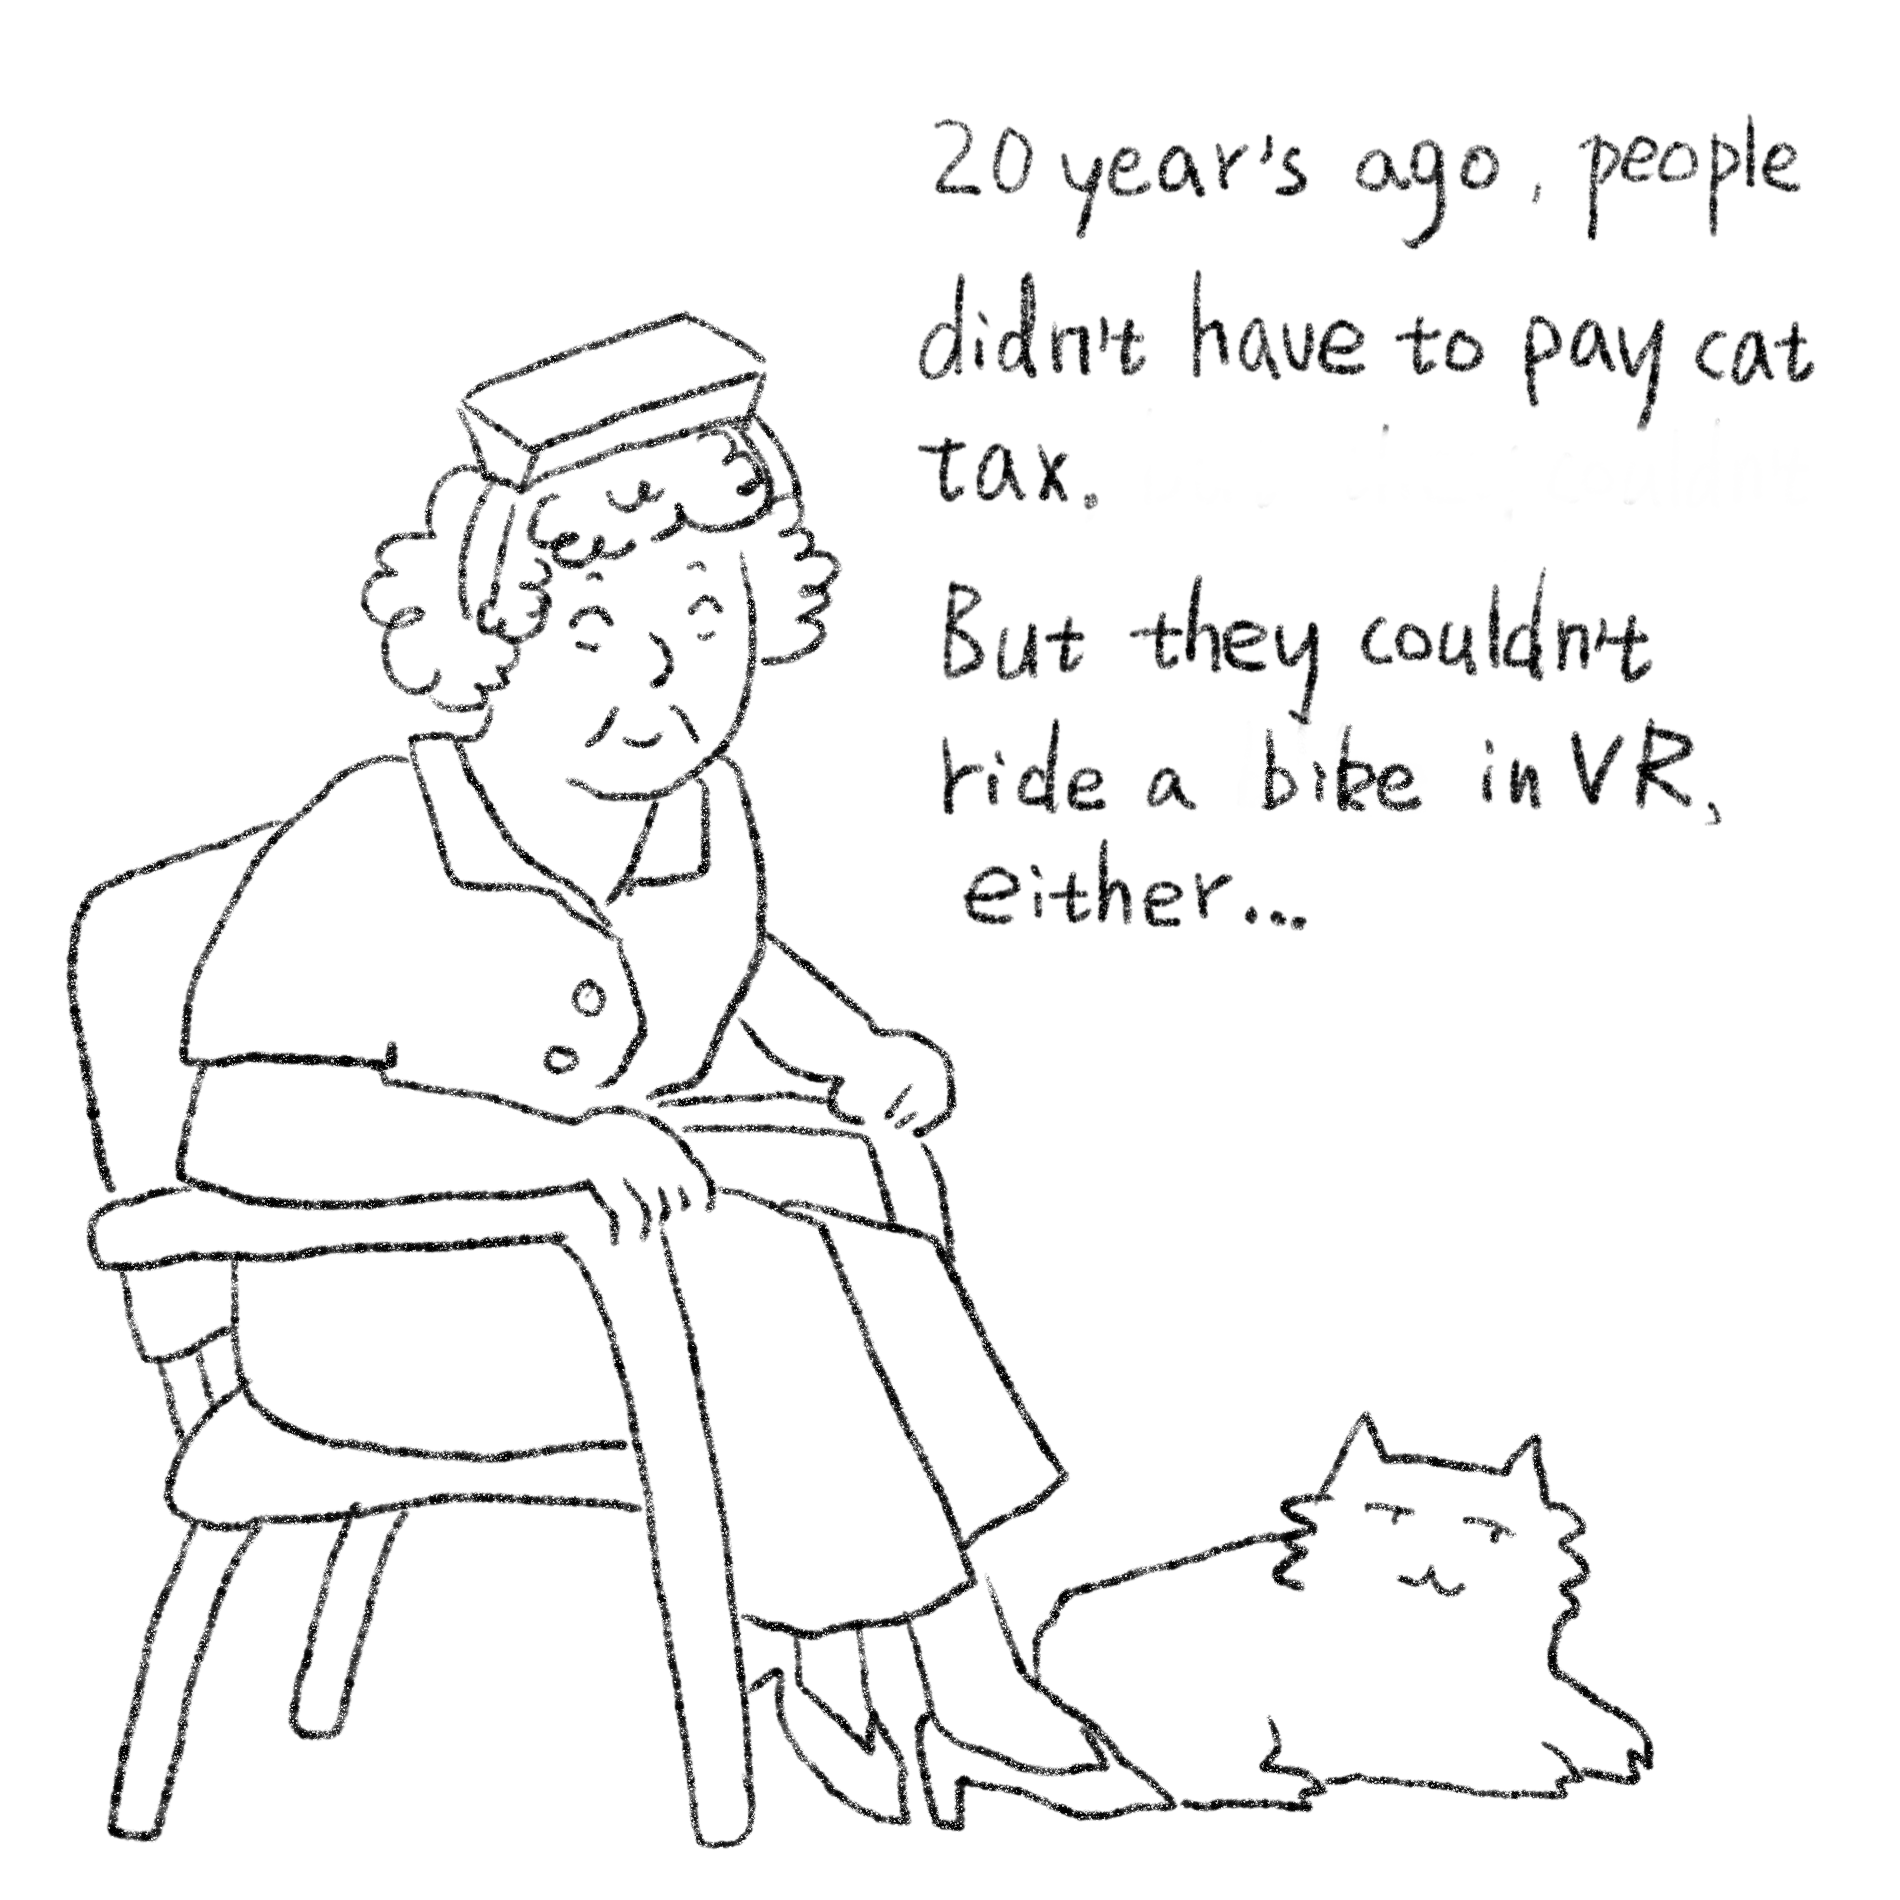 20 year's ago, people
didn't have to pay cat
tax.
But they couldn't
ride a bike in VR,
either...